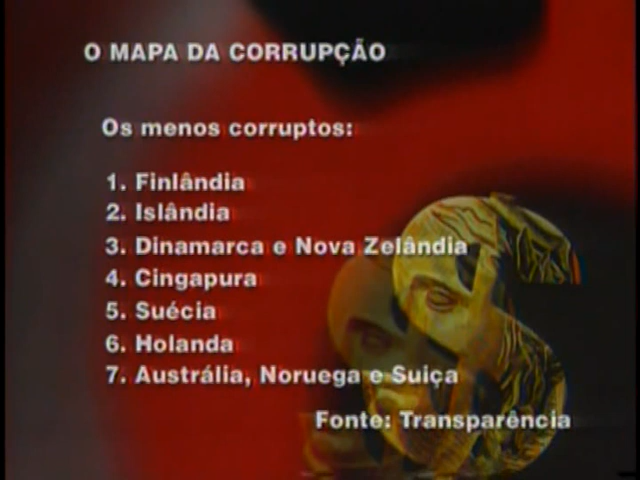 O MAPA DA CORRUPÇÃO
Os menos corruptos:
1. Finlândia
2. Islândia
3. Dinamarca e Nova Zelândia
4. Cingapura
5. Suécia
6. Holanda
7. Austrália, Noruega e Suiça
Fonte: Transparência